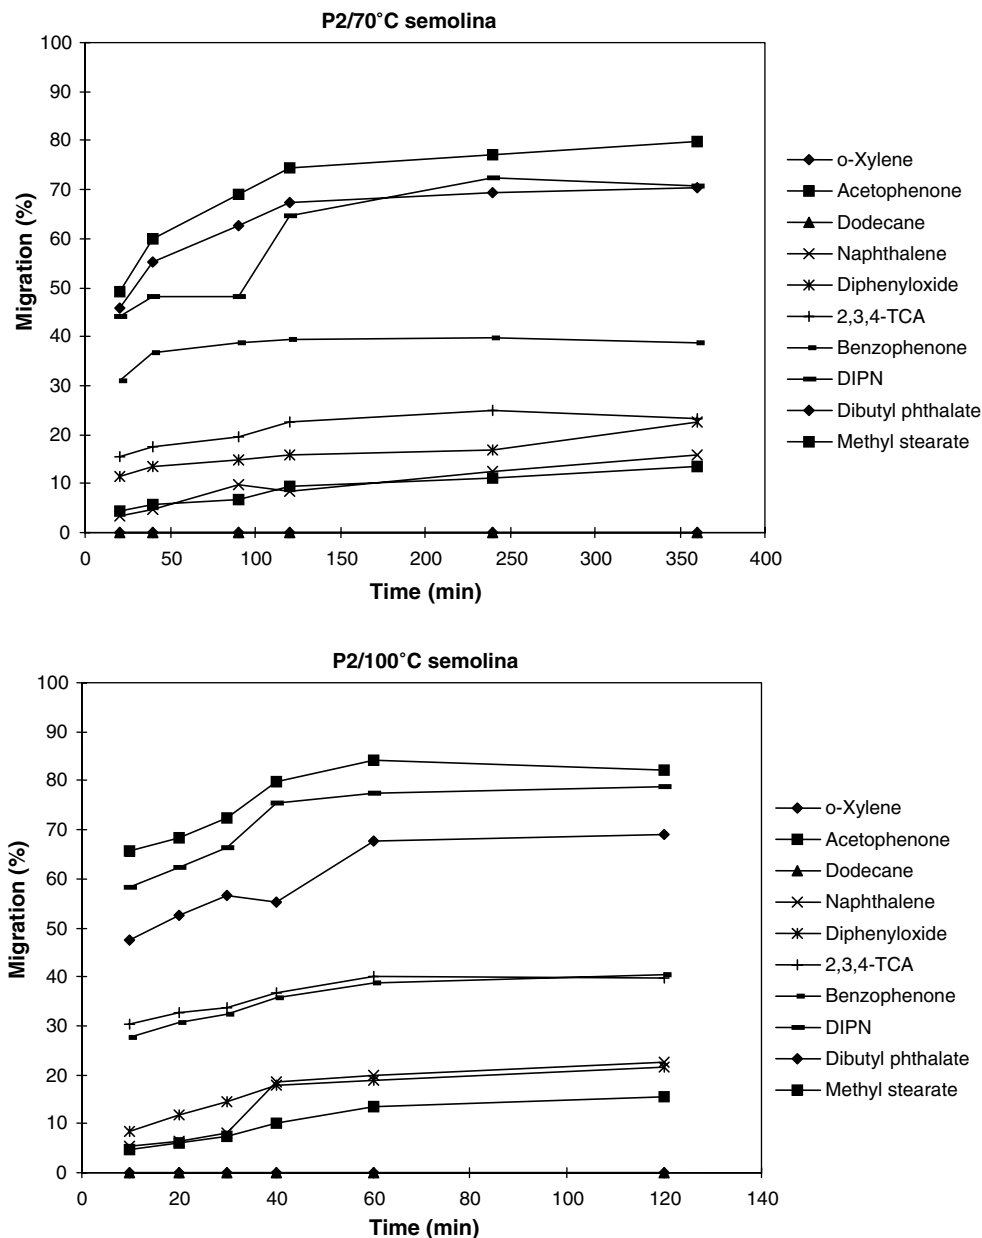 P2/70°C semolina
Migration (%)
100
90
80
70
60
50
40
30
20
10
0
0 50 100 150 200 250 300 350 400
Time (min)
o-Xylene
Acetophenone
Dodecane
Naphthalene
Diphenyloxide
2,3,4-TCA
Benzophenone
DIPN
Dibutyl phthalate
Methyl stearate
P2/100°C semolina
Migration (%)
100
90
80
70
60
50
40
30
20
10
0
0 20 40 60 80 100 120 140
Time (min)
o-Xylene
Acetophenone
Dodecane
Naphthalene
Diphenyloxide
2,3,4-TCA
Benzophenone
DIPN
Dibutyl phthalate
Methyl stearate